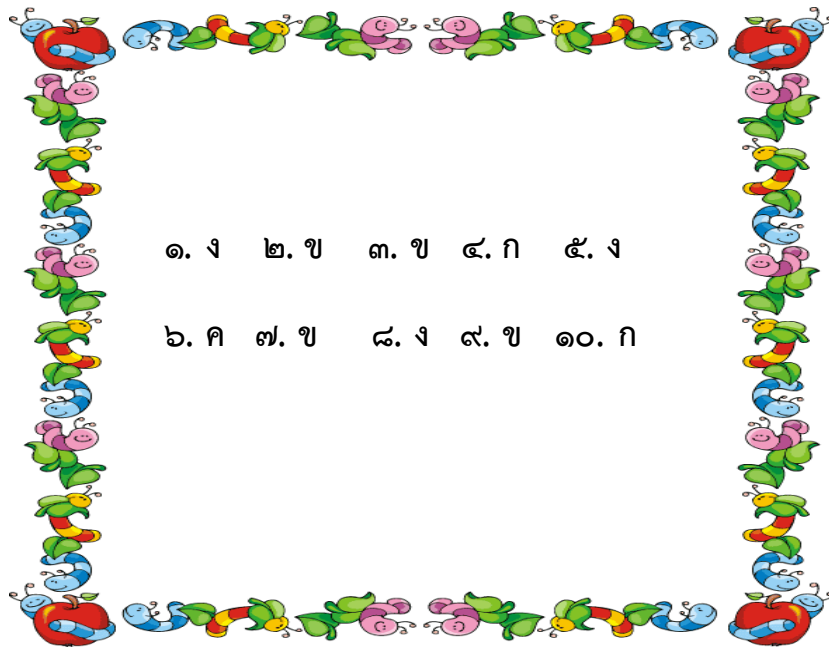 ๑. ง ๒. ข ๓. ข ๔. ก ๕. ง
๖. ค ๗. ข ๘. ง ๙. ข ๑๐. ก